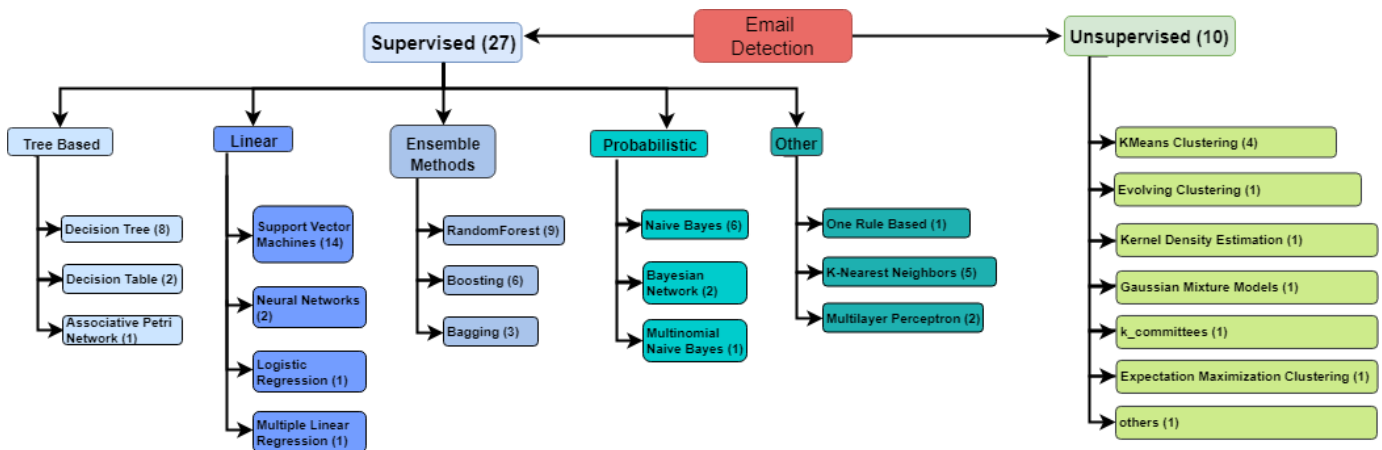 Email
Detection
Supervised (27)
Unsupervised (10)
Tree Based
Decision Tree (8)
Decision Table (2)
Associative Petri
Network (1)
Linear
Support Vector
Machines (14)
Neural Networks
(2)
Logistic
Regression (1)
Multiple Linear
Regression (1)
Ensemble
Methods
RandomForest (9)
Boosting (6)
Bagging (3)
Probabilistic
Naive Bayes (6)
Bayesian
Network (2)
Multinomial
Naive Bayes (1)
Other
One Rule Based (1)
K-Nearest Neighbors (5)
Multilayer Perceptron (2)
KMeans Clustering (4)
Evolving Clustering (1)
Kernel Density Estimation (1)
Gaussian Mixture Models (1)
k_committees (1)
Expectation Maximization Clustering (1)
others (1)